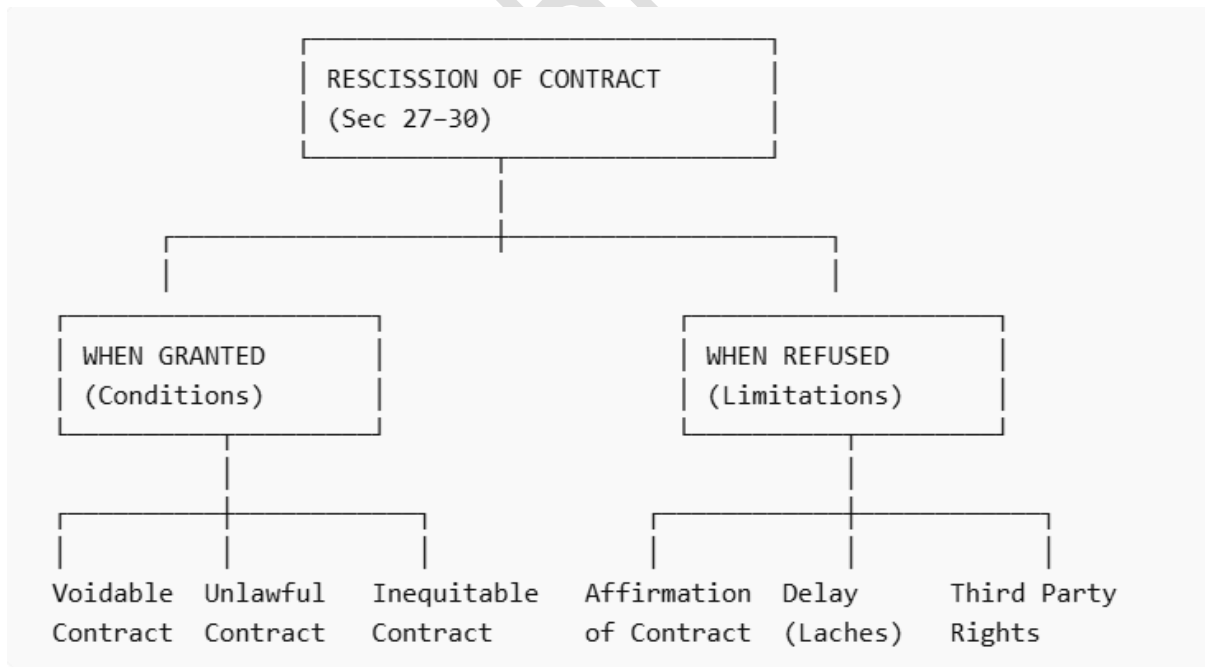 RESCISSION OF CONTRACT
(Sec 27–30)
WHEN GRANTED
(Conditions)
WHEN REFUSED
(Limitations)
Voidable Contract
Unlawful Contract
Inequitable Contract
Affirmation of Contract
Delay (Laches)
Third Party Rights